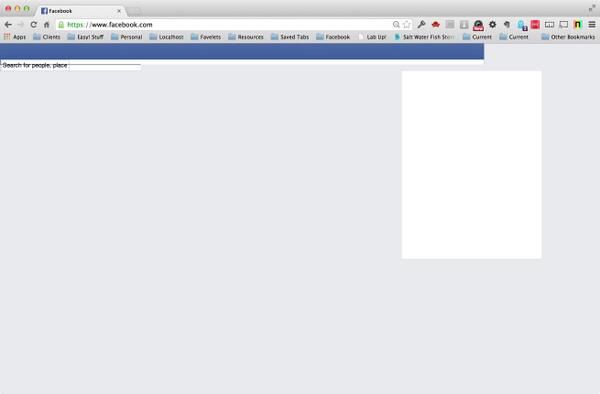 Facebook
https://www.facebook.com
Apps Clients Easy! Stuff Personal Localhost Favelets Resources Saved Tabs Facebook Lab Up! Salt Water Fish Store Current Current Other Bookmarks
Search for people, place